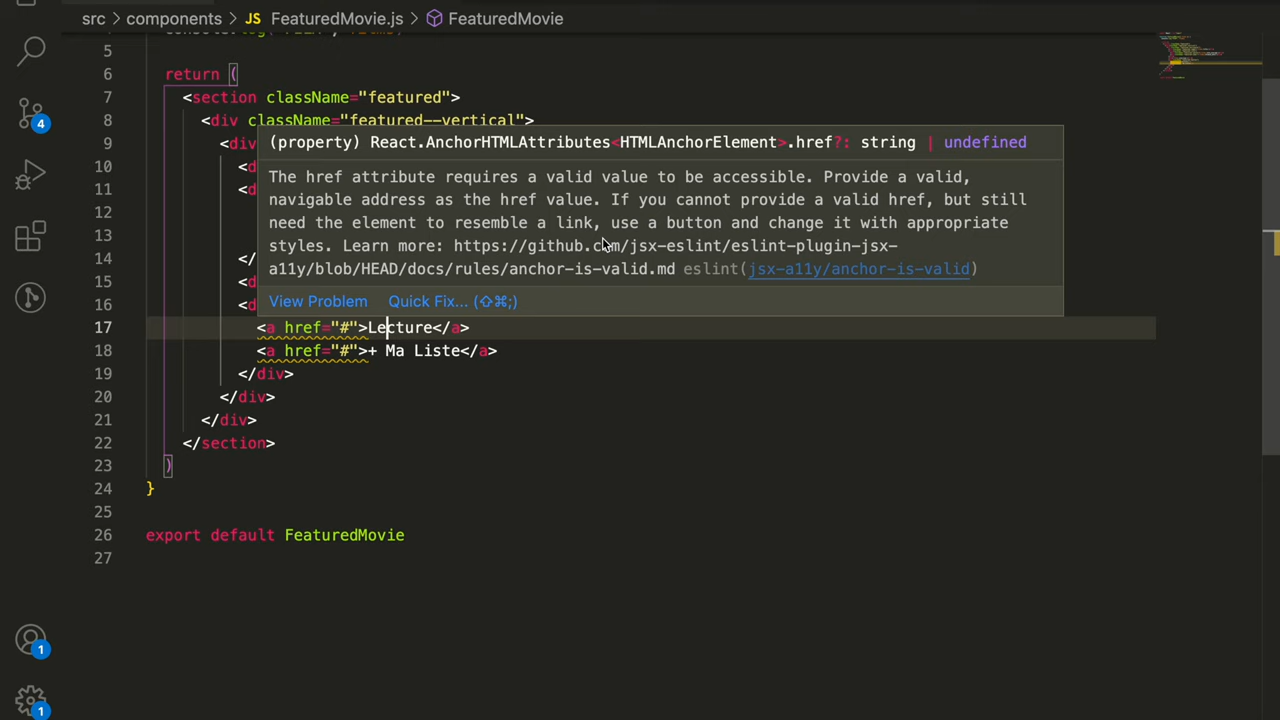 src > components > JS FeaturedMovie.js > FeaturedMovie
5
6 return (
7 <section className="featured">
8 <div className="featured--vertical">
9 <div
(property) React.AnchorHTMLAttributes<HTMLAnchorElement>.href?: string | undefined
10 <d
The href attribute requires a valid value to be accessible. Provide a valid,
11 <d
navigable address as the href value. If you cannot provide a valid href, but still
12
need the element to resemble a link, use a button and change it with appropriate
13
styles. Learn more: https://github.com/jsx-eslint/eslint-plugin-jsx-
14 </
a11y/blob/HEAD/docs/rules/anchor-is-valid.md eslint(jsx-a11y/anchor-is-valid)
15 <d
16 <d
View Problem Quick Fix... (⇧⌘;)
17 <a href="#">Lecture</a>
18 <a href="#">+ Ma Liste</a>
19 </div>
20 </div>
21 </div>
22 </section>
23 )
24 }
25
26 export default FeaturedMovie
27
4
1
1